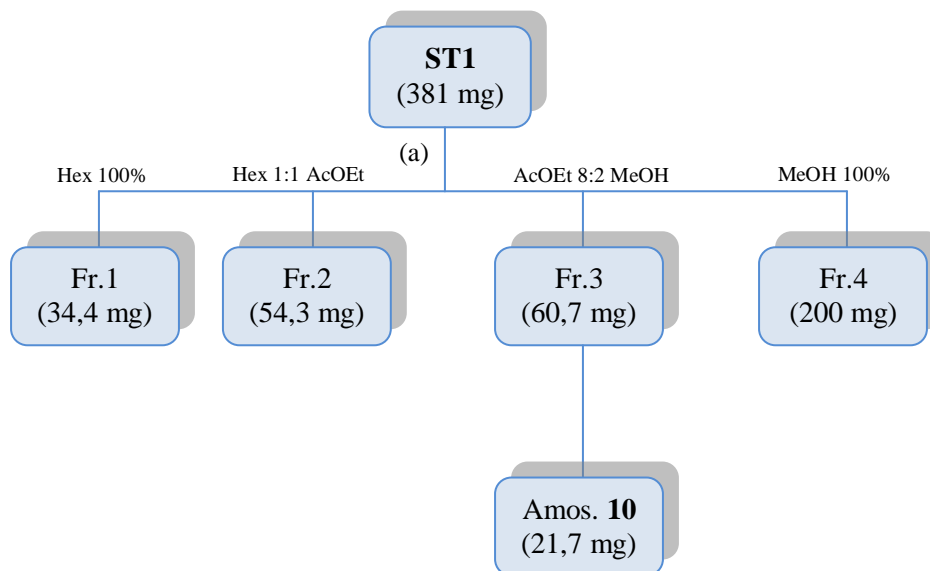 ST1
(381 mg)
(a)
Hex 100%
Hex 1:1 AcOEt
AcOEt 8:2 MeOH
MeOH 100%
Fr.1
(34,4 mg)
Fr.2
(54,3 mg)
Fr.3
(60,7 mg)
Fr.4
(200 mg)
Amos. 10
(21,7 mg)